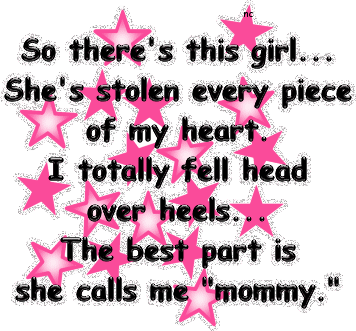 nc
So there's this girl...
She's stolen every piece
of my heart.
I totally fell head
over heels...
The best part is
she calls me "mommy."